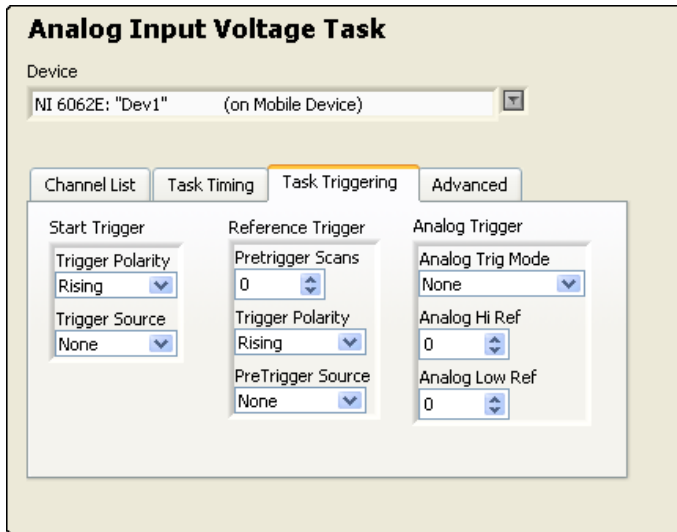 Analog Input Voltage Task
Device
NI 6062E: "Dev1" (on Mobile Device)
Channel List Task Timing Task Triggering Advanced
Start Trigger
Trigger Polarity
Rising
Trigger Source
None
Reference Trigger
Pretrigger Scans
0
Trigger Polarity
Rising
PreTrigger Source
None
Analog Trigger
Analog Trig Mode
None
Analog Hi Ref
0
Analog Low Ref
0